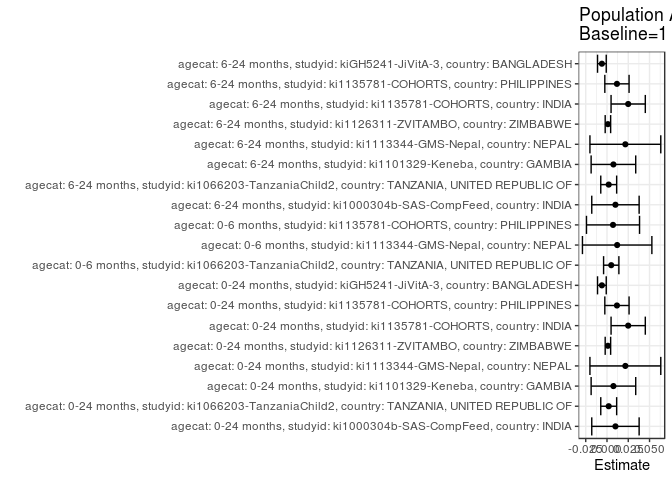 Population A
Baseline=1
agecat: 6-24 months, studyid: kiGH5241-JiVitA-3, country: BANGLADESH
agecat: 6-24 months, studyid: ki1135781-COHORTS, country: PHILIPPINES
agecat: 6-24 months, studyid: ki1135781-COHORTS, country: INDIA
agecat: 6-24 months, studyid: ki1126311-ZVITAMBO, country: ZIMBABWE
agecat: 6-24 months, studyid: ki1113344-GMS-Nepal, country: NEPAL
agecat: 6-24 months, studyid: ki1101329-Keneba, country: GAMBIA
agecat: 6-24 months, studyid: ki1066203-TanzaniaChild2, country: TANZANIA, UNITED REPUBLIC OF
agecat: 6-24 months, studyid: ki1000304b-SAS-CompFeed, country: INDIA
agecat: 0-6 months, studyid: ki1135781-COHORTS, country: PHILIPPINES
agecat: 0-6 months, studyid: ki1113344-GMS-Nepal, country: NEPAL
agecat: 0-6 months, studyid: ki1066203-TanzaniaChild2, country: TANZANIA, UNITED REPUBLIC OF
agecat: 0-24 months, studyid: kiGH5241-JiVitA-3, country: BANGLADESH
agecat: 0-24 months, studyid: ki1135781-COHORTS, country: PHILIPPINES
agecat: 0-24 months, studyid: ki1135781-COHORTS, country: INDIA
agecat: 0-24 months, studyid: ki1126311-ZVITAMBO, country: ZIMBABWE
agecat: 0-24 months, studyid: ki1113344-GMS-Nepal, country: NEPAL
agecat: 0-24 months, studyid: ki1101329-Keneba, country: GAMBIA
agecat: 0-24 months, studyid: ki1066203-TanzaniaChild2, country: TANZANIA, UNITED REPUBLIC OF
agecat: 0-24 months, studyid: ki1000304b-SAS-CompFeed, country: INDIA
-0.025 0.000 0.025 0.050
Estimate